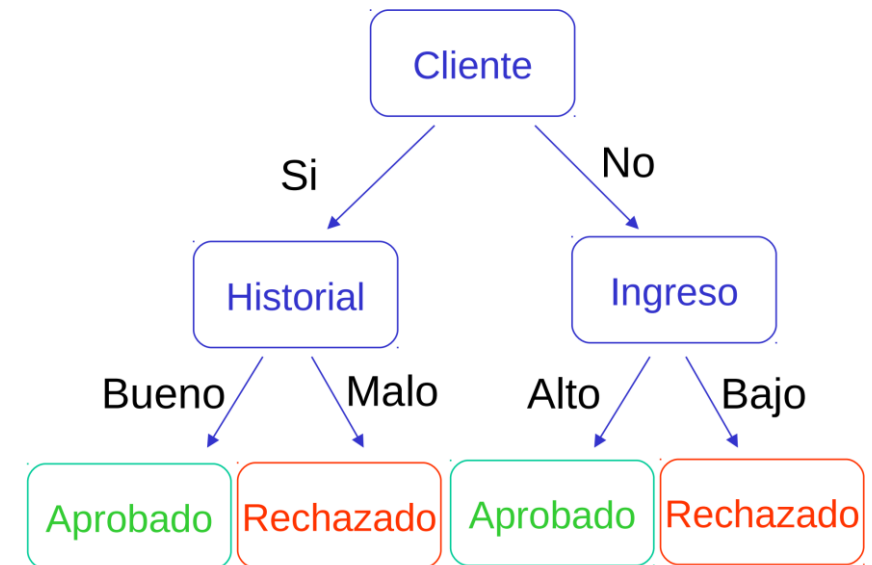 Cliente
Si
No
Historial
Ingreso
Bueno
Malo
Alto
Bajo
Aprobado
Rechazado
Aprobado
Rechazado